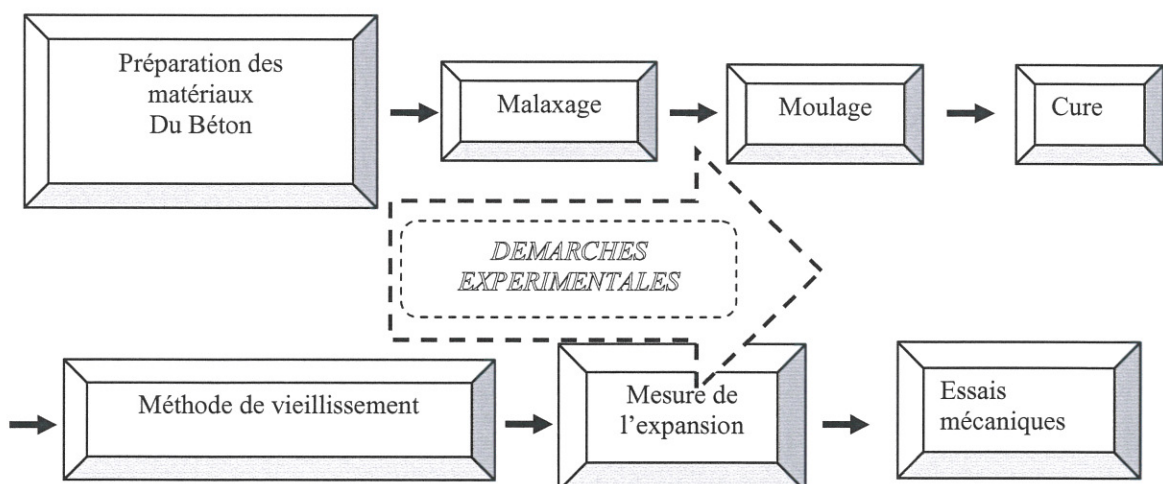 Préparation des
matériaux
Du Béton
Malaxage
Moulage
Cure
DEMARCHES
EXPERIMENTALES
Méthode de vieillissement
Mesure de
l’expansion
Essais
mécaniques